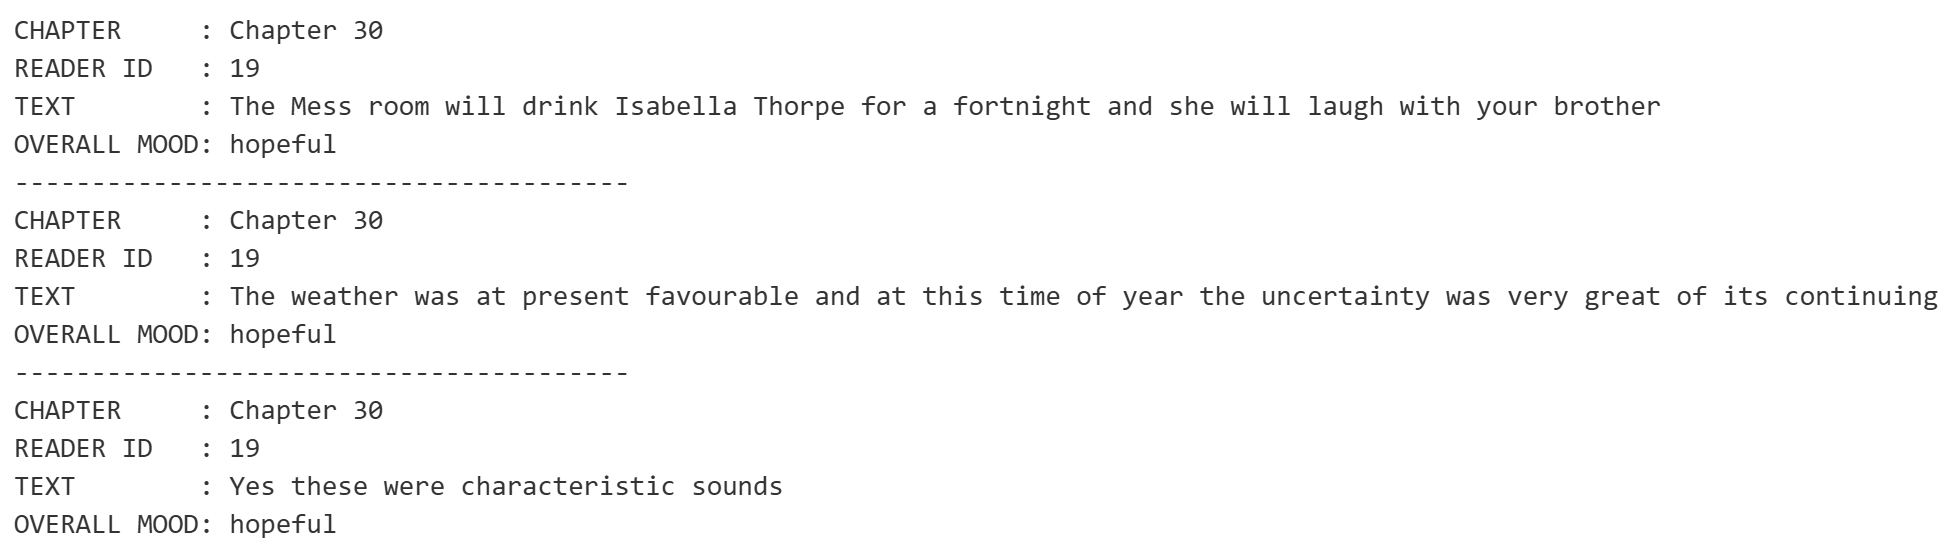 CHAPTER     : Chapter 30
READER ID   : 19
TEXT        : The Mess room will drink Isabella Thorpe for a fortnight and she will laugh with your brother
OVERALL MOOD: hopeful
----------------------------------------
CHAPTER     : Chapter 30
READER ID   : 19
TEXT        : The weather was at present favourable and at this time of year the uncertainty was very great of its continuing
OVERALL MOOD: hopeful
----------------------------------------
CHAPTER     : Chapter 30
READER ID   : 19
TEXT        : Yes these were characteristic sounds
OVERALL MOOD: hopeful